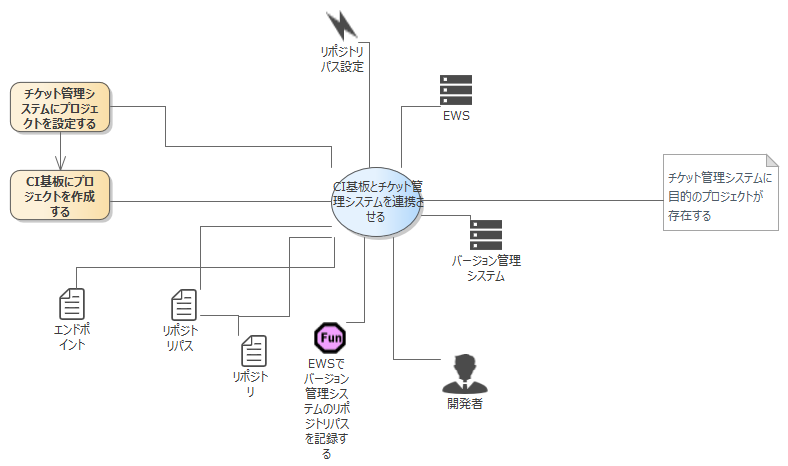 リポジトリ
パス設定
EWS
チケット管理シ
ステムにプロジェ
クトを設定する
CI基板にプロ
ジェクトを作成
する
CI基板とチケット管
理システムを連携さ
せる
チケット管理システムに
目的のプロジェクトが
存在する
バージョン管理
システム
エンドポ
イント
リポジト
リパス
リポジト
リ
Fun
EWSで
バージョン
管理シス
テムのリポ
ジトリパス
を記録す
る
開発者